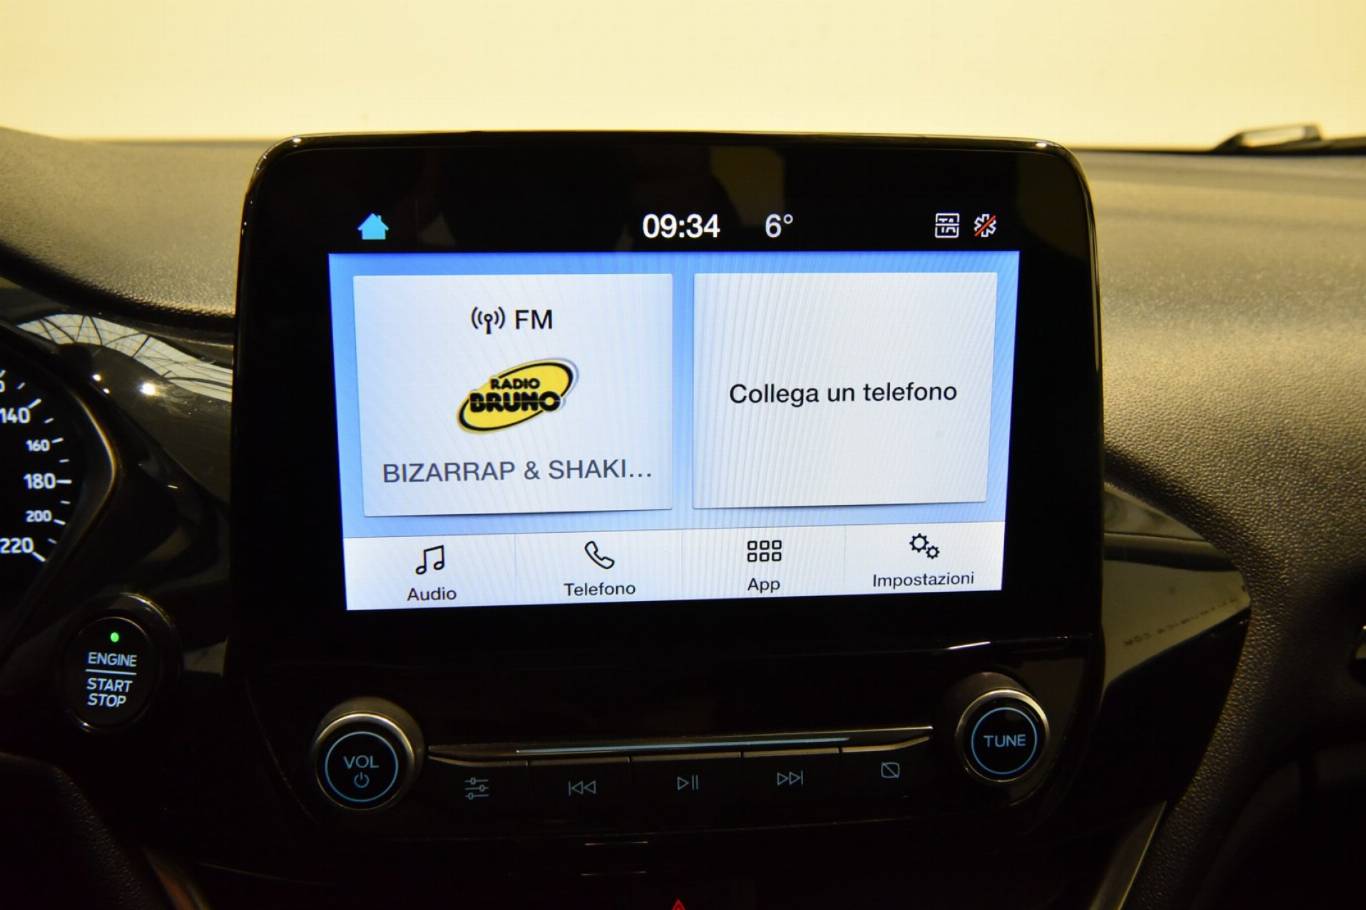 09:34 6°
TA
FM
RADIO
BRUNO
BIZARRAP & SHAKI...
Collega un telefono
Audio
Telefono
App
Impostazioni
140
160
180
200
220
ENGINE
START
STOP
VOL
TUNE